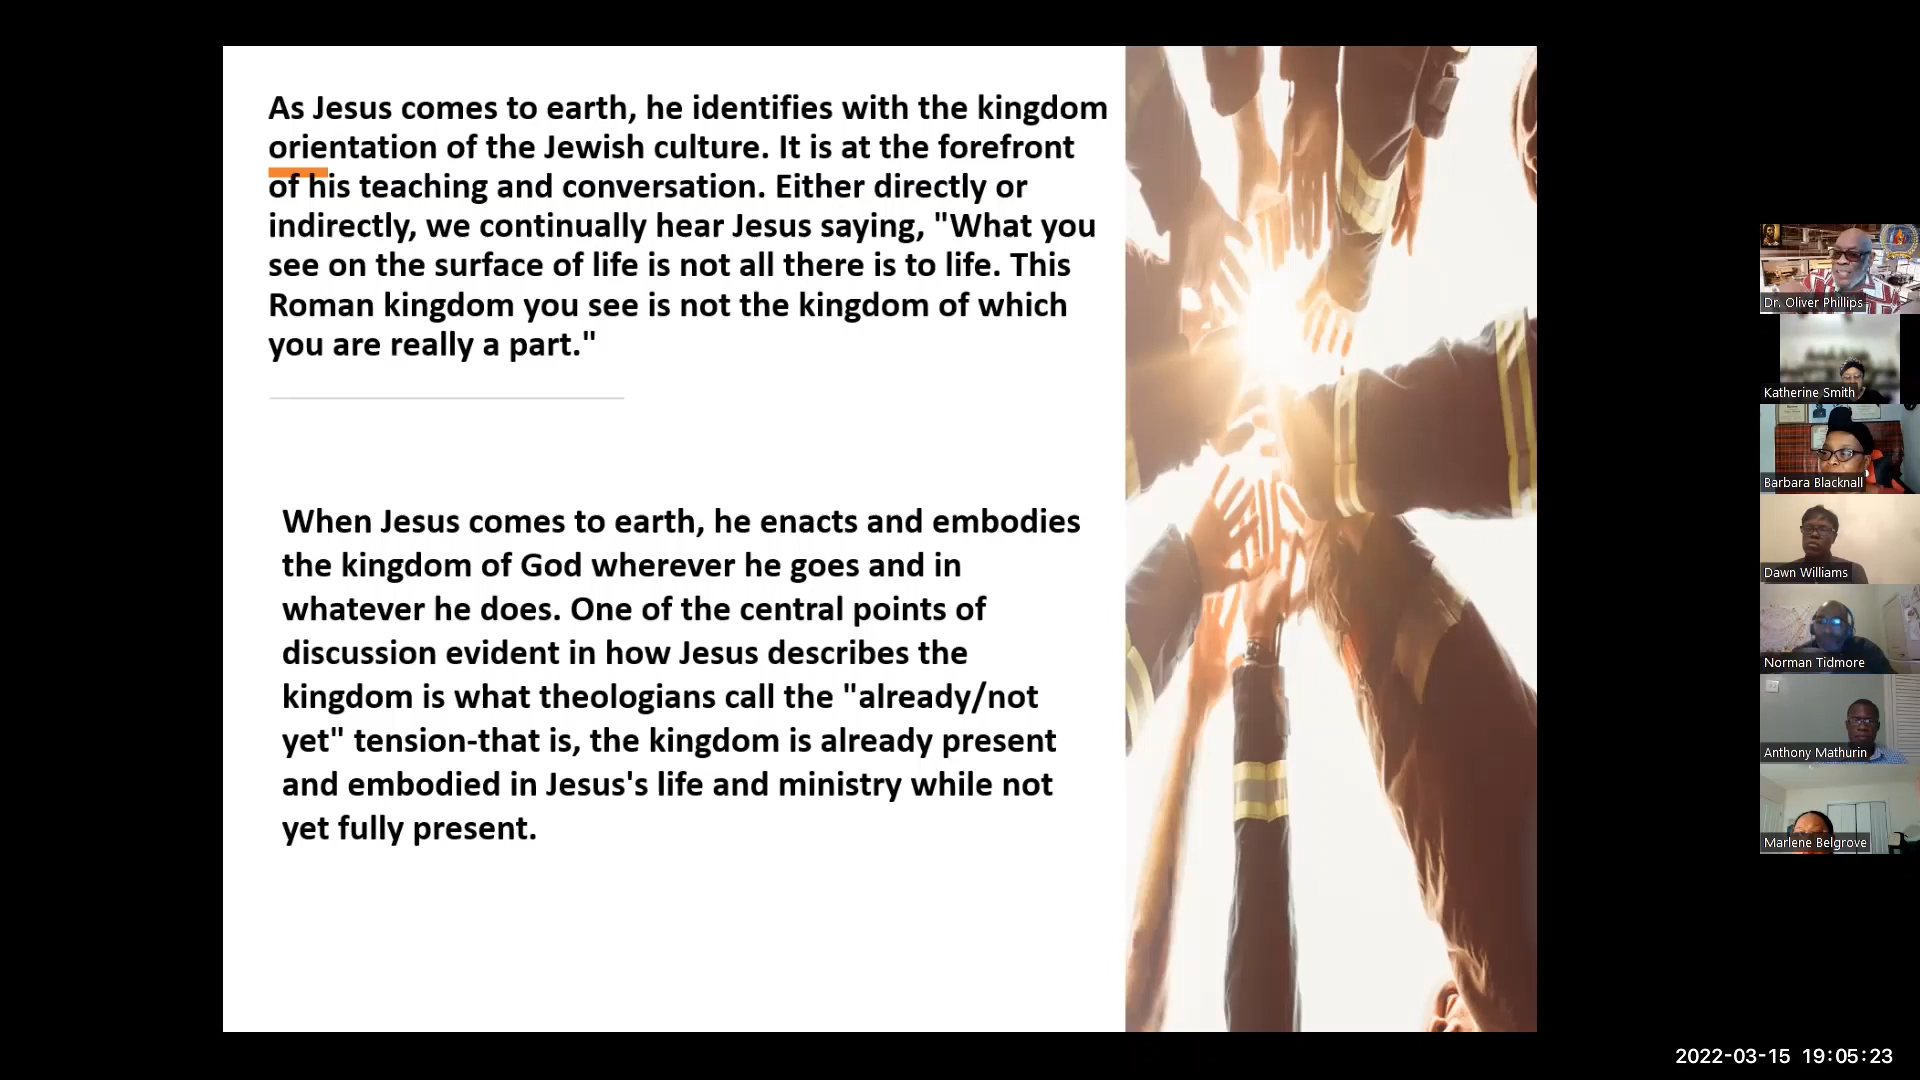 As Jesus comes to earth, he identifies with the kingdom
orientation of the Jewish culture. It is at the forefront
of his teaching and conversation. Either directly or
indirectly, we continually hear Jesus saying, "What you
see on the surface of life is not all there is to life. This
Roman kingdom you see is not the kingdom of which
you are really a part."
When Jesus comes to earth, he enacts and embodies
the kingdom of God wherever he goes and in
whatever he does. One of the central points of
discussion evident in how Jesus describes the
kingdom is what theologians call the "already/not
yet" tension-that is, the kingdom is already present
and embodied in Jesus's life and ministry while not
yet fully present.
Dr. Oliver Phillips
Katherine Smith
Barbara Blacknall
Dawn Williams
Norman Tidmore
Anthony Mathurin
Marlene Belgrove
2022-03-15 19:05:23